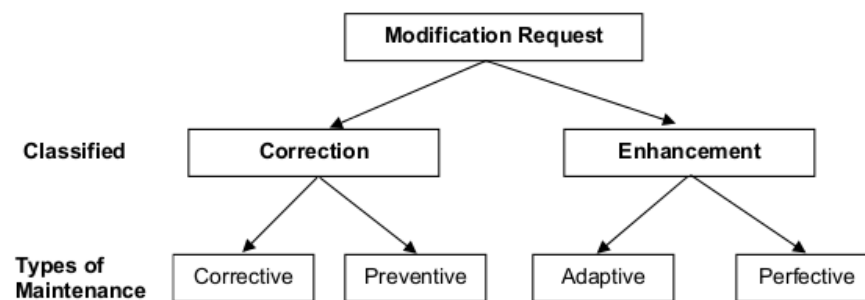 Modification Request
Classified
Correction
Enhancement
Types of
Maintenance
Corrective
Preventive
Adaptive
Perfective